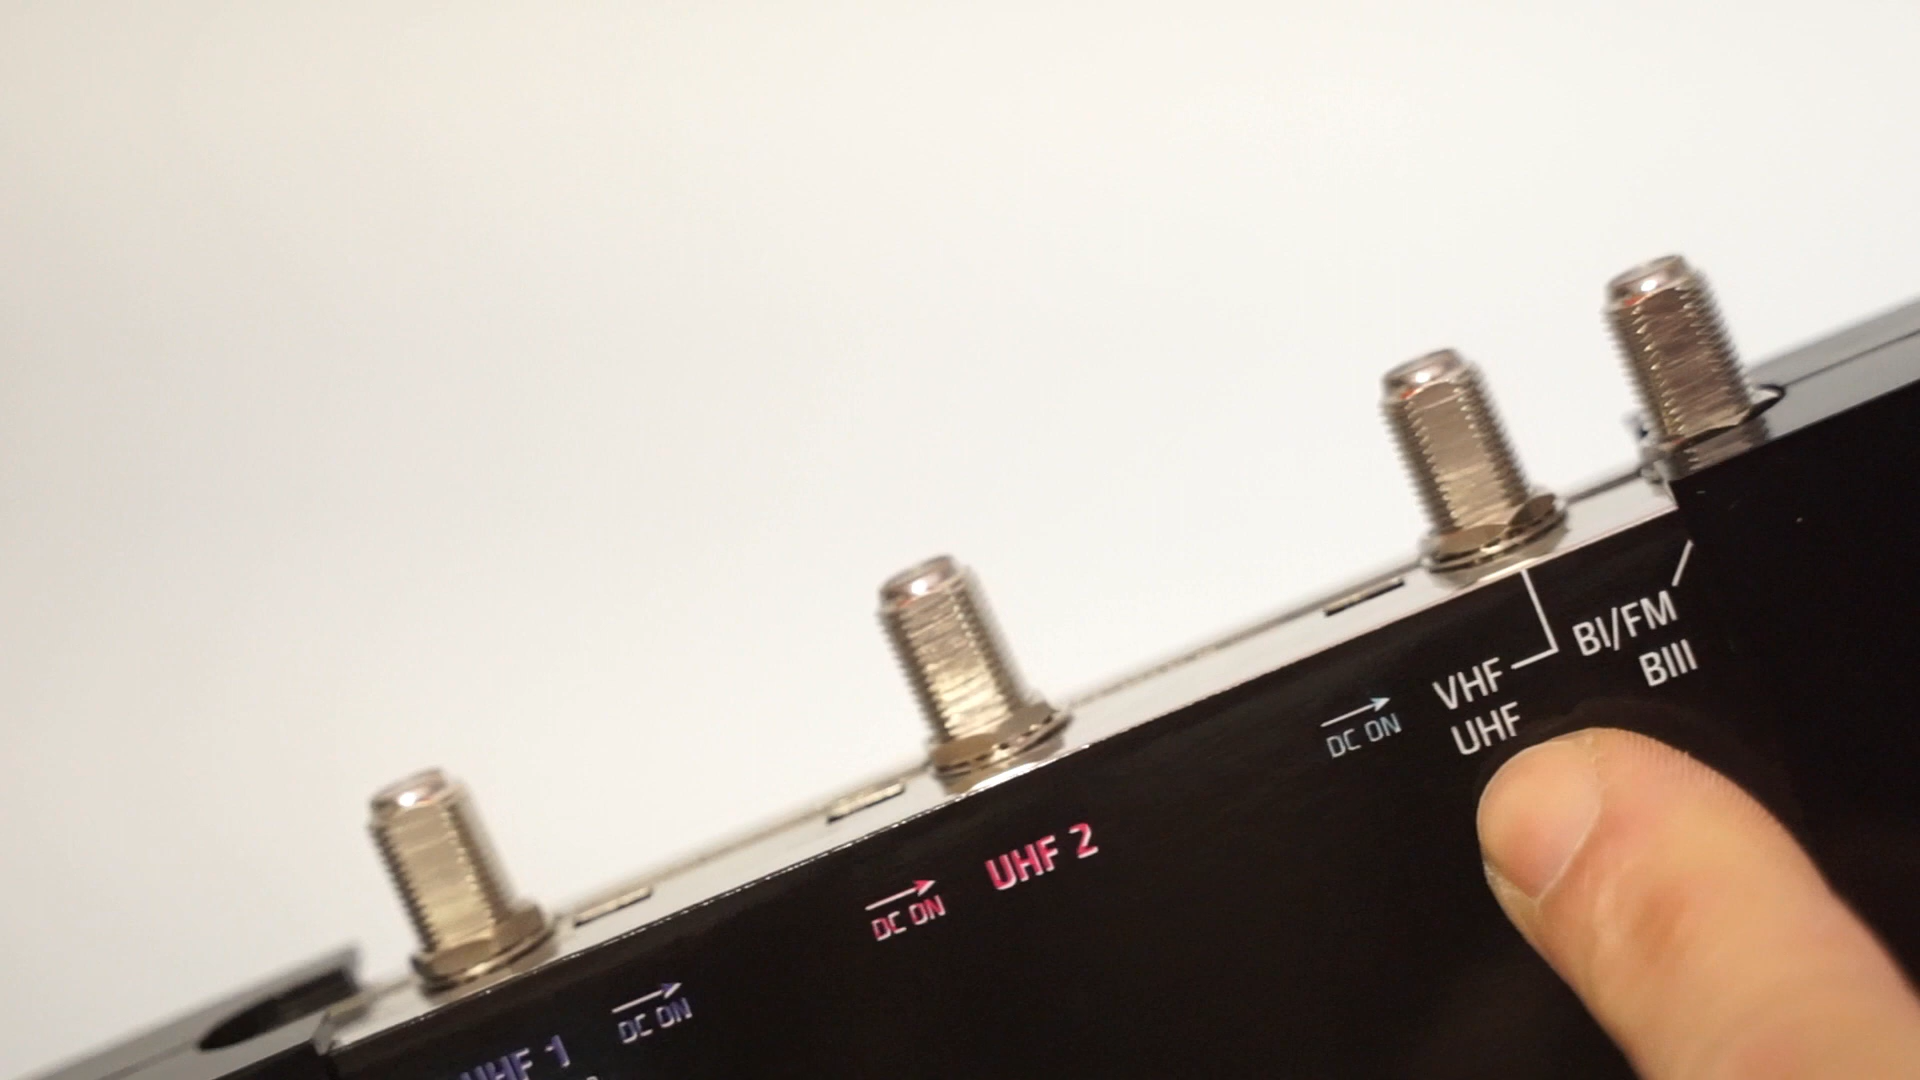 BI/FM
BIII
VHF
UHF
DC ON
UHF 2
DC ON
UHF 1
DC ON